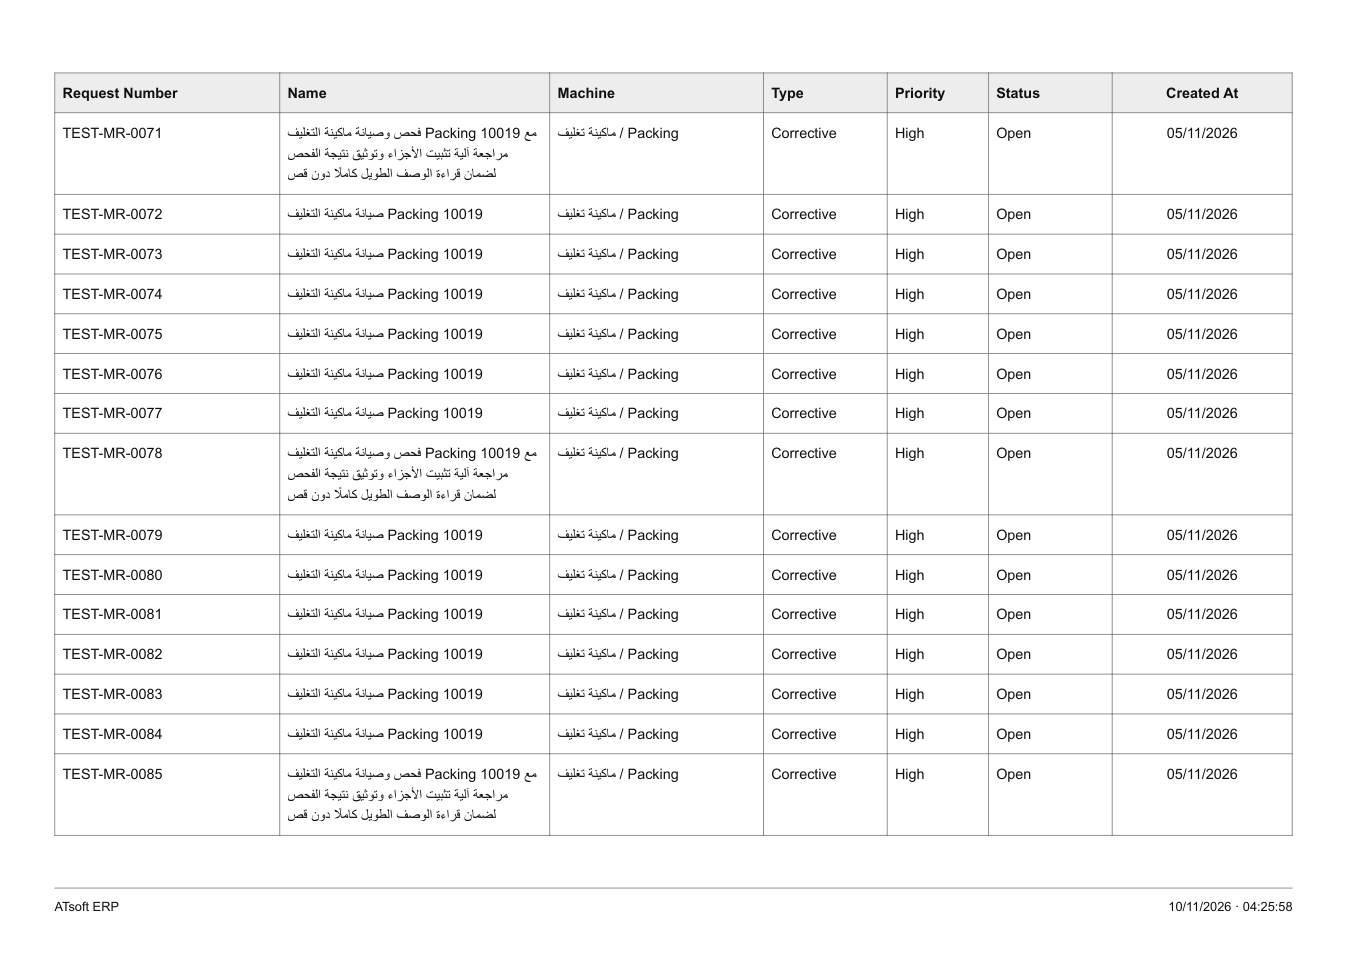 Request Number Name Machine Type Priority Status Created At
TEST-MR-0071 فحص وصيانة ماكينة التغليف Packing 10019 مع ماكينة تغليف / Packing Corrective High Open 05/11/2026
مراجعة آلية تثبيت الأجزاء وتوثيق نتيجة الفحص
لضمان قراءة الوصف الطويل كاملًا دون قص
TEST-MR-0072 صيانة ماكينة التغليف Packing 10019 ماكينة تغليف / Packing Corrective High Open 05/11/2026
TEST-MR-0073 صيانة ماكينة التغليف Packing 10019 ماكينة تغليف / Packing Corrective High Open 05/11/2026
TEST-MR-0074 صيانة ماكينة التغليف Packing 10019 ماكينة تغليف / Packing Corrective High Open 05/11/2026
TEST-MR-0075 صيانة ماكينة التغليف Packing 10019 ماكينة تغليف / Packing Corrective High Open 05/11/2026
TEST-MR-0076 صيانة ماكينة التغليف Packing 10019 ماكينة تغليف / Packing Corrective High Open 05/11/2026
TEST-MR-0077 صيانة ماكينة التغليف Packing 10019 ماكينة تغليف / Packing Corrective High Open 05/11/2026
TEST-MR-0078 فحص وصيانة ماكينة التغليف Packing 10019 مع ماكينة تغليف / Packing Corrective High Open 05/11/2026
مراجعة آلية تثبيت الأجزاء وتوثيق نتيجة الفحص
لضمان قراءة الوصف الطويل كاملًا دون قص
TEST-MR-0079 صيانة ماكينة التغليف Packing 10019 ماكينة تغليف / Packing Corrective High Open 05/11/2026
TEST-MR-0080 صيانة ماكينة التغليف Packing 10019 ماكينة تغليف / Packing Corrective High Open 05/11/2026
TEST-MR-0081 صيانة ماكينة التغليف Packing 10019 ماكينة تغليف / Packing Corrective High Open 05/11/2026
TEST-MR-0082 صيانة ماكينة التغليف Packing 10019 ماكينة تغليف / Packing Corrective High Open 05/11/2026
TEST-MR-0083 صيانة ماكينة التغليف Packing 10019 ماكينة تغليف / Packing Corrective High Open 05/11/2026
TEST-MR-0084 صيانة ماكينة التغليف Packing 10019 ماكينة تغليف / Packing Corrective High Open 05/11/2026
TEST-MR-0085 فحص وصيانة ماكينة التغليف Packing 10019 مع ماكينة تغليف / Packing Corrective High Open 05/11/2026
مراجعة آلية تثبيت الأجزاء وتوثيق نتيجة الفحص
لضمان قراءة الوصف الطويل كاملًا دون قص
ATsoft ERP 10/11/2026 · 04:25:58